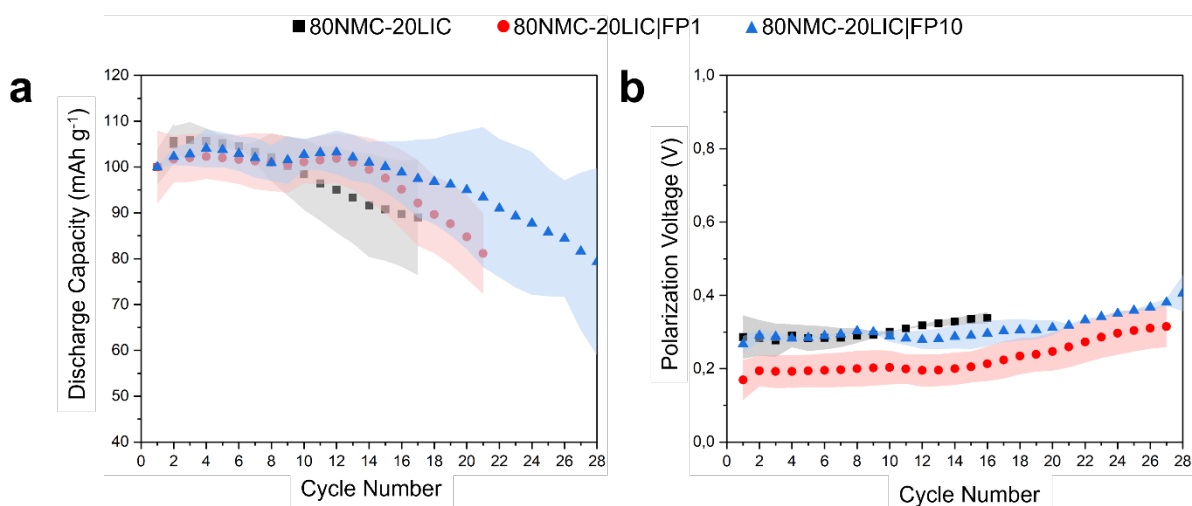 80NMC-20LIC 80NMC-20LIC|FP1 80NMC-20LIC|FP10
a
Discharge Capacity (mAh g⁻¹)
120
110
100
90
80
70
60
50
40
0 2 4 6 8 10 12 14 16 18 20 22 24 26 28
Cycle Number
b
Polarization Voltage (V)
1,0
0,8
0,6
0,4
0,2
0,0
0 2 4 6 8 10 12 14 16 18 20 22 24 26 28
Cycle Number